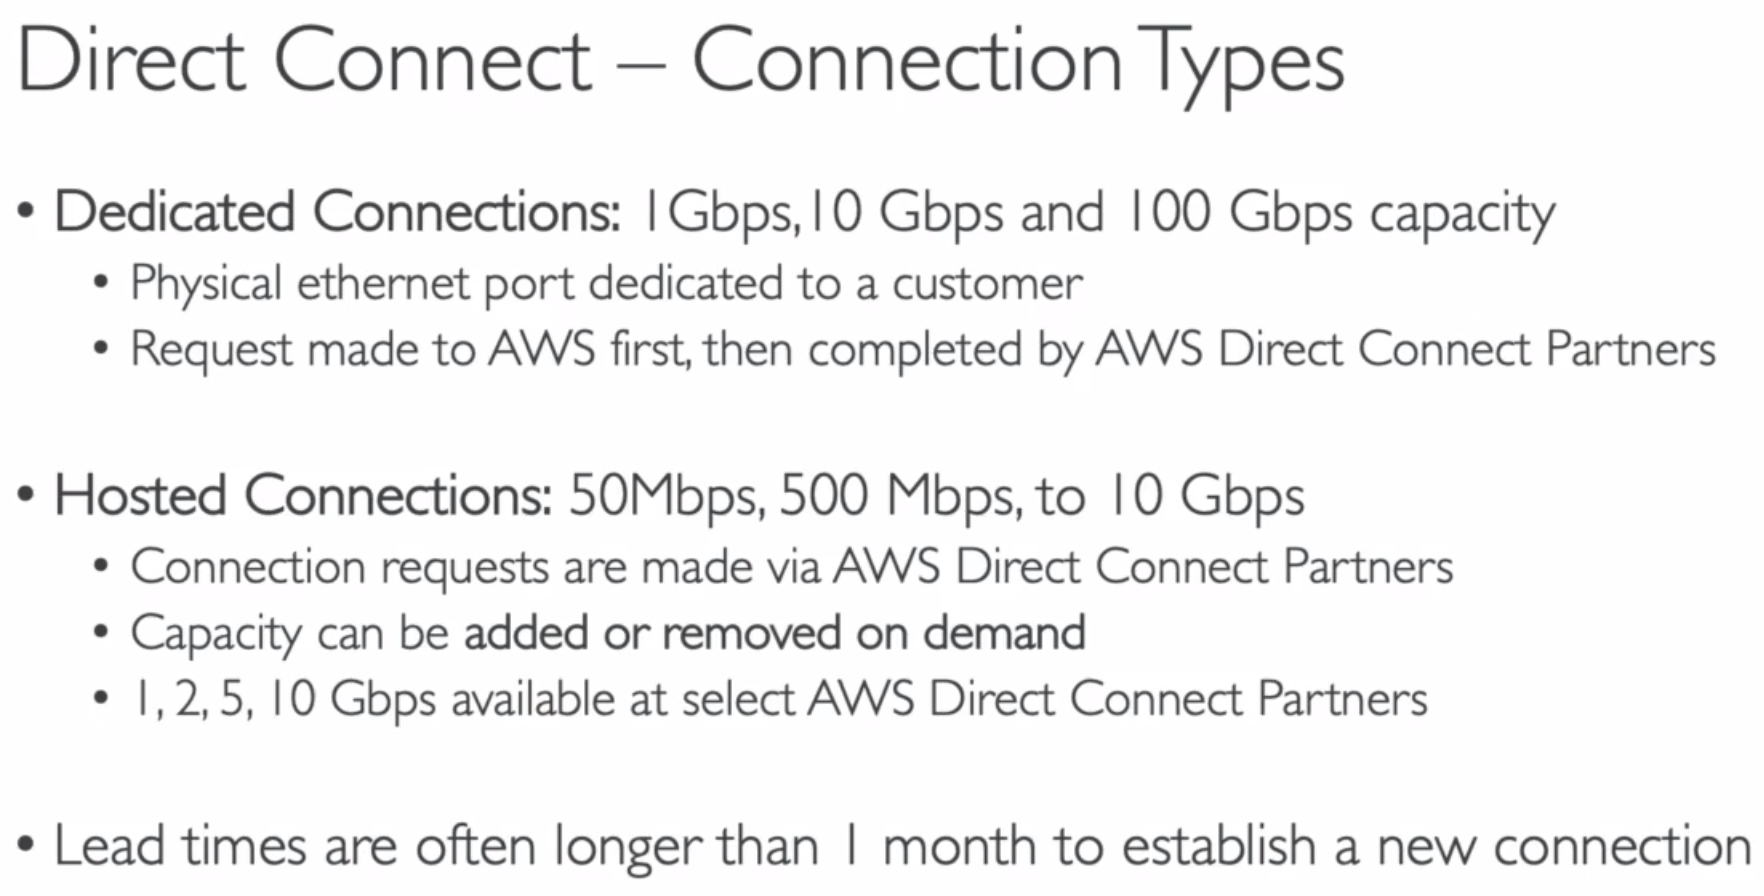 Direct Connect – Connection Types
• Dedicated Connections: 1Gbps,10 Gbps and 100 Gbps capacity
• Physical ethernet port dedicated to a customer
• Request made to AWS first, then completed by AWS Direct Connect Partners
• Hosted Connections: 50Mbps, 500 Mbps, to 10 Gbps
• Connection requests are made via AWS Direct Connect Partners
• Capacity can be added or removed on demand
• 1, 2, 5, 10 Gbps available at select AWS Direct Connect Partners
• Lead times are often longer than 1 month to establish a new connection